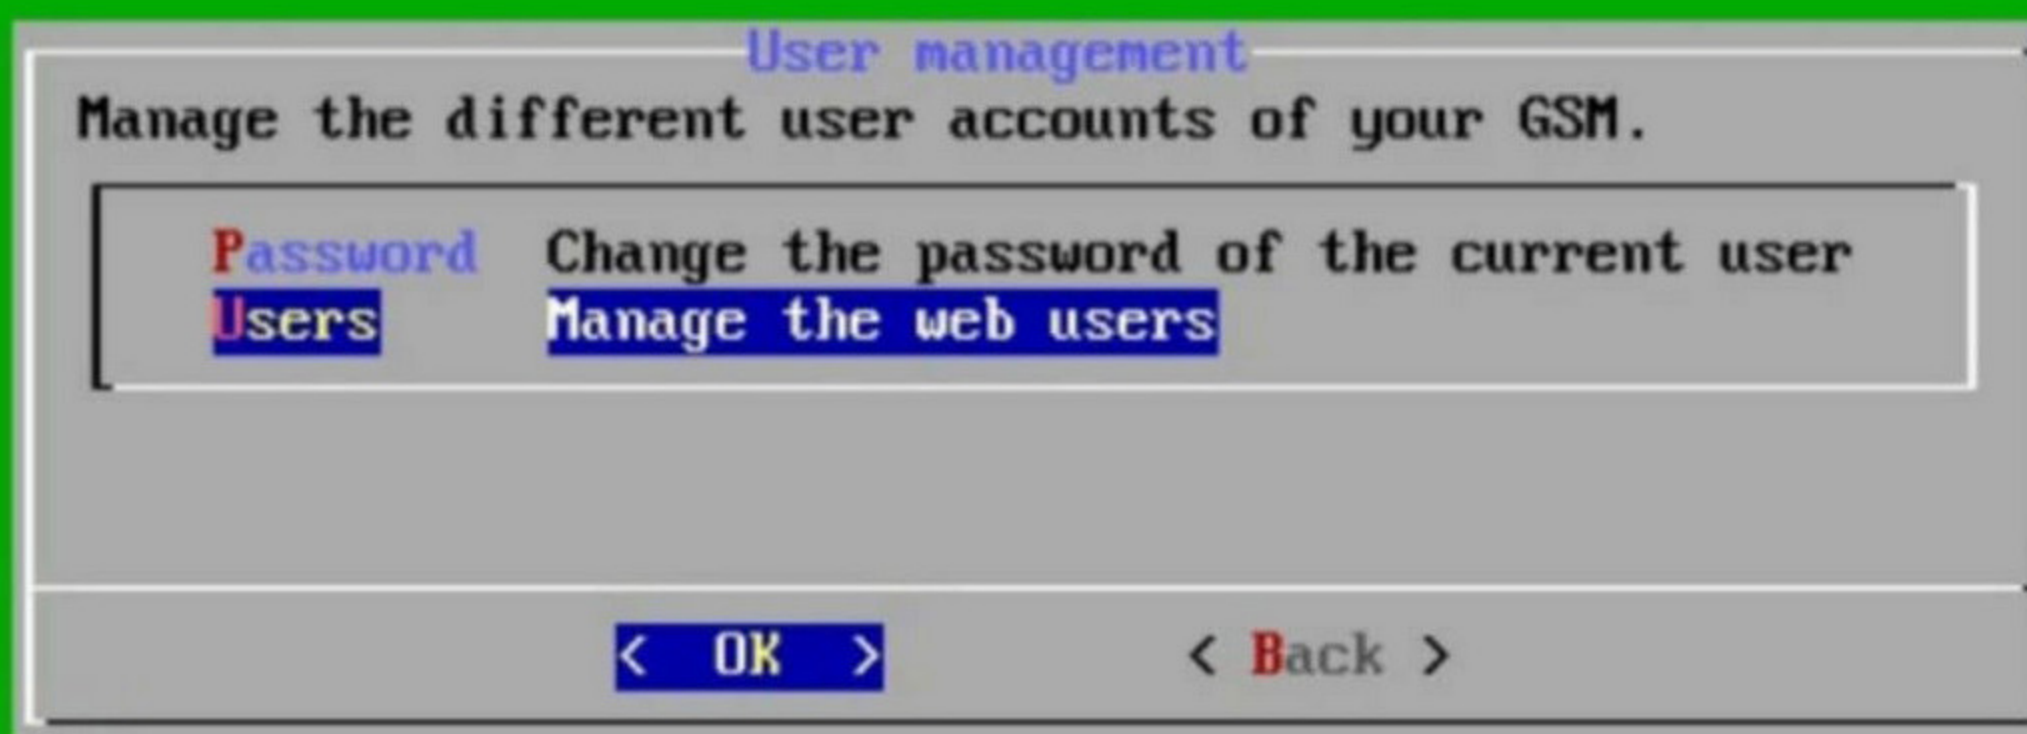 User management
Manage the different user accounts of your GSM.
Password Change the password of the current user
Users Manage the web users
< OK > < Back >